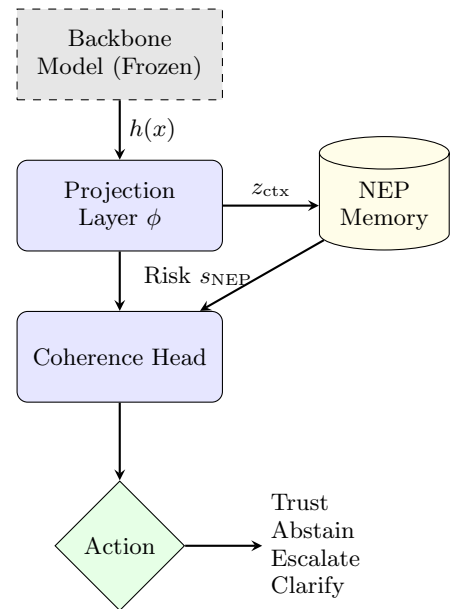 Backbone
Model (Frozen)
h(x)
Projection
Layer ϕ
z_ctx
NEP
Memory
Risk s_NEP
Coherence Head
Action
Trust
Abstain
Escalate
Clarify